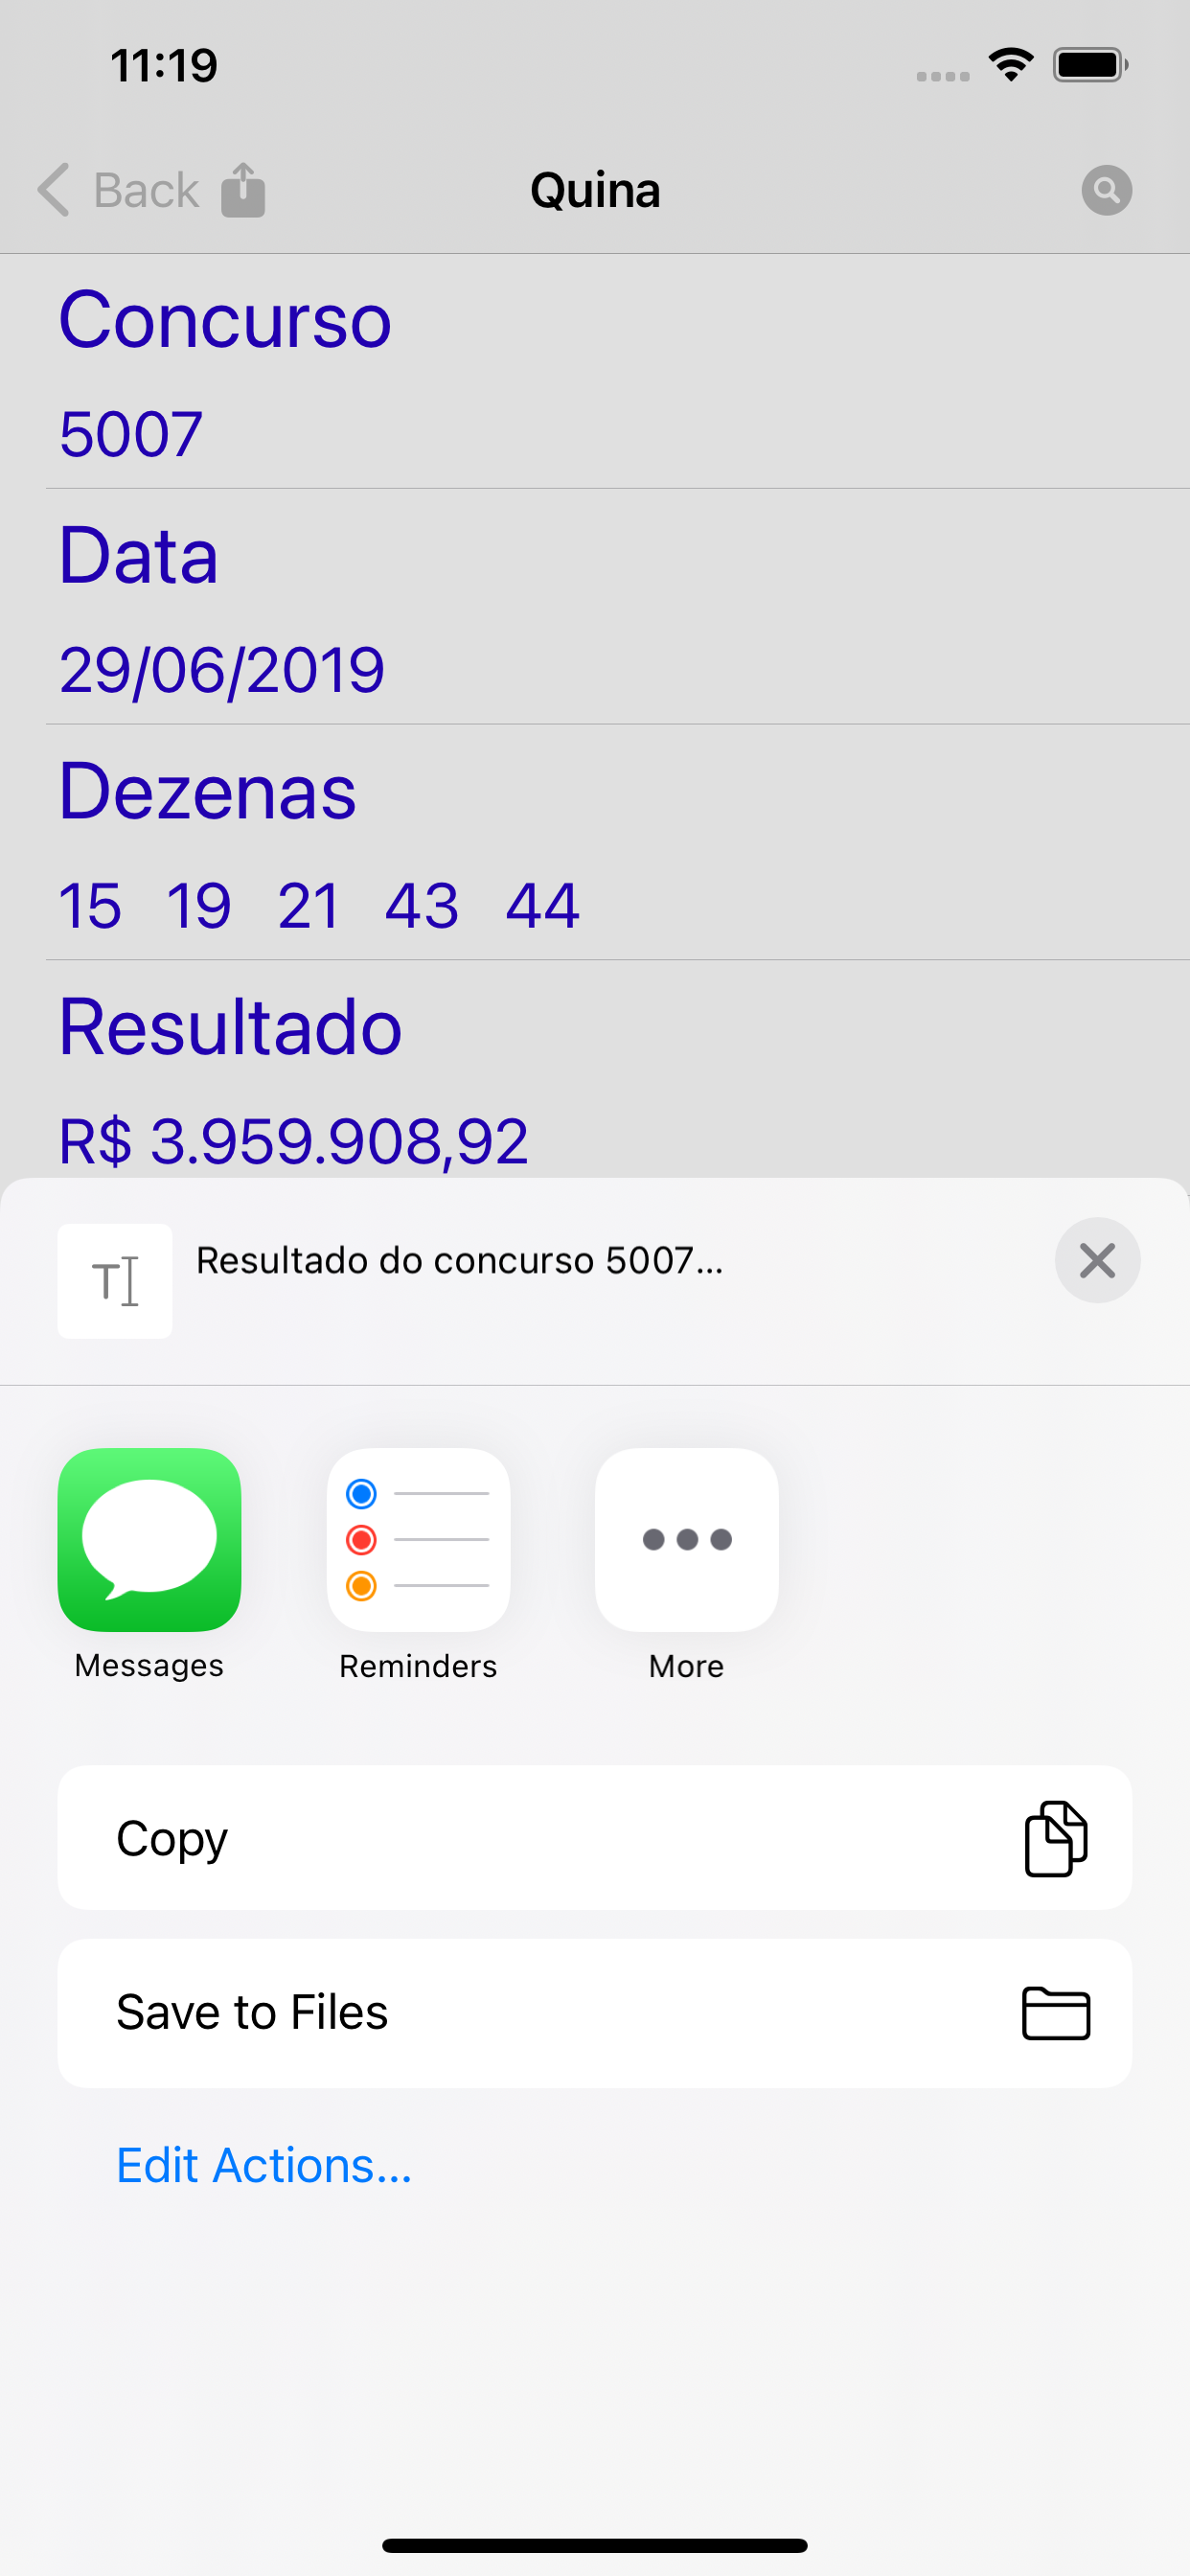 11:19
Back
Quina
Concurso
5007
Data
29/06/2019
Dezenas
15 19 21 43 44
Resultado
R$ 3.959.908,92
Resultado do concurso 5007...
Messages
Reminders
More
Copy
Save to Files
Edit Actions...